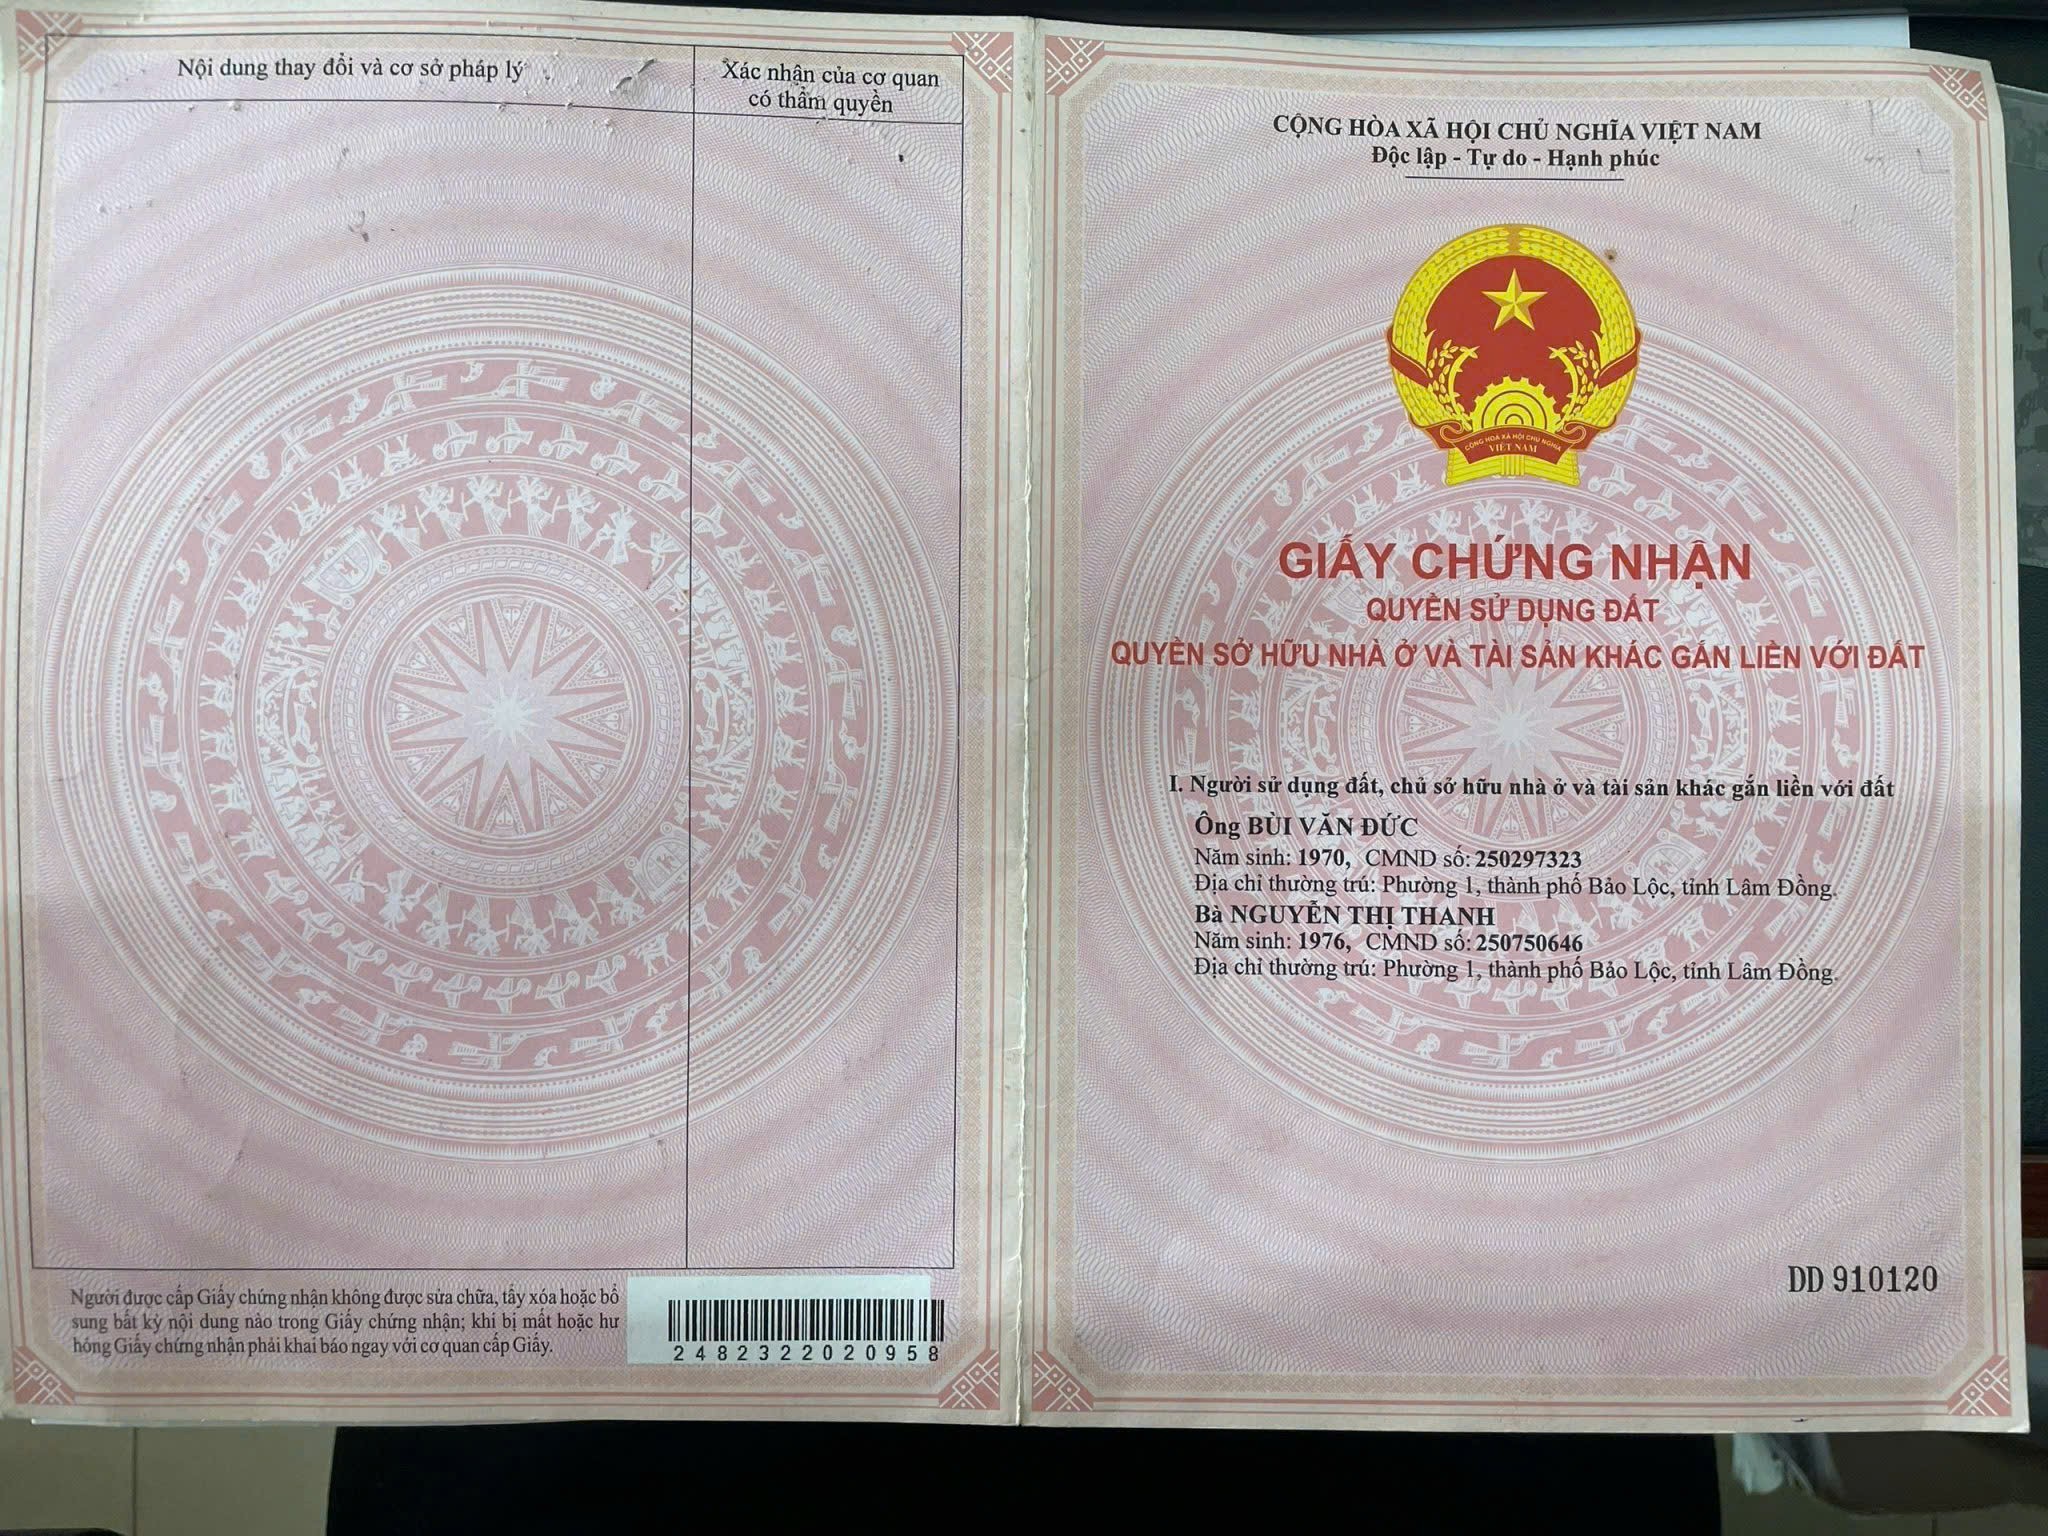 Nội dung thay đổi và cơ sở pháp lý
Xác nhận của cơ quan
có thẩm quyền
Người được cấp Giấy chứng nhận không được sửa chữa, tẩy xóa hoặc bổ
sung bất kỳ nội dung nào trong Giấy chứng nhận; khi bị mất hoặc hư
hỏng Giấy chứng nhận phải khai báo ngay với cơ quan cấp Giấy.
2482322020958
CỘNG HÒA XÃ HỘI CHỦ NGHĨA VIỆT NAM
Độc lập - Tự do - Hạnh phúc
CỘNG HOÀ XÃ HỘI CHỦ NGHĨA
VIỆT NAM
GIẤY CHỨNG NHẬN
QUYỀN SỬ DỤNG ĐẤT
QUYỀN SỞ HỮU NHÀ Ở VÀ TÀI SẢN KHÁC GẮN LIỀN VỚI ĐẤT
I. Người sử dụng đất, chủ sở hữu nhà ở và tài sản khác gắn liền với đất
Ông BÙI VĂN ĐỨC
Năm sinh: 1970, CMND số: 250297323
Địa chỉ thường trú: Phường 1, thành phố Bảo Lộc, tỉnh Lâm Đồng.
Bà NGUYỄN THỊ THANH
Năm sinh: 1976, CMND số: 250750646
Địa chỉ thường trú: Phường 1, thành phố Bảo Lộc, tỉnh Lâm Đồng.
DD 910120